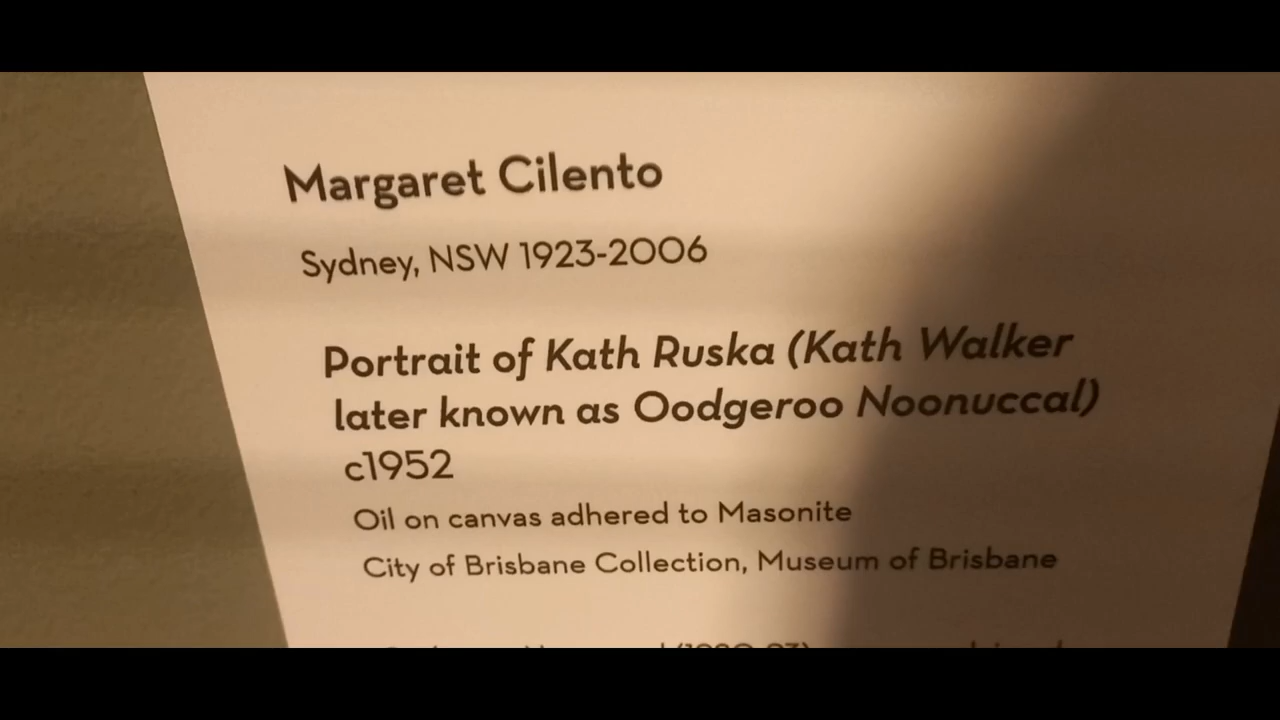 Margaret Cilento
Sydney, NSW 1923-2006
Portrait of Kath Ruska (Kath Walker
later known as Oodgeroo Noonuccal)
c1952
Oil on canvas adhered to Masonite
City of Brisbane Collection, Museum of Brisbane